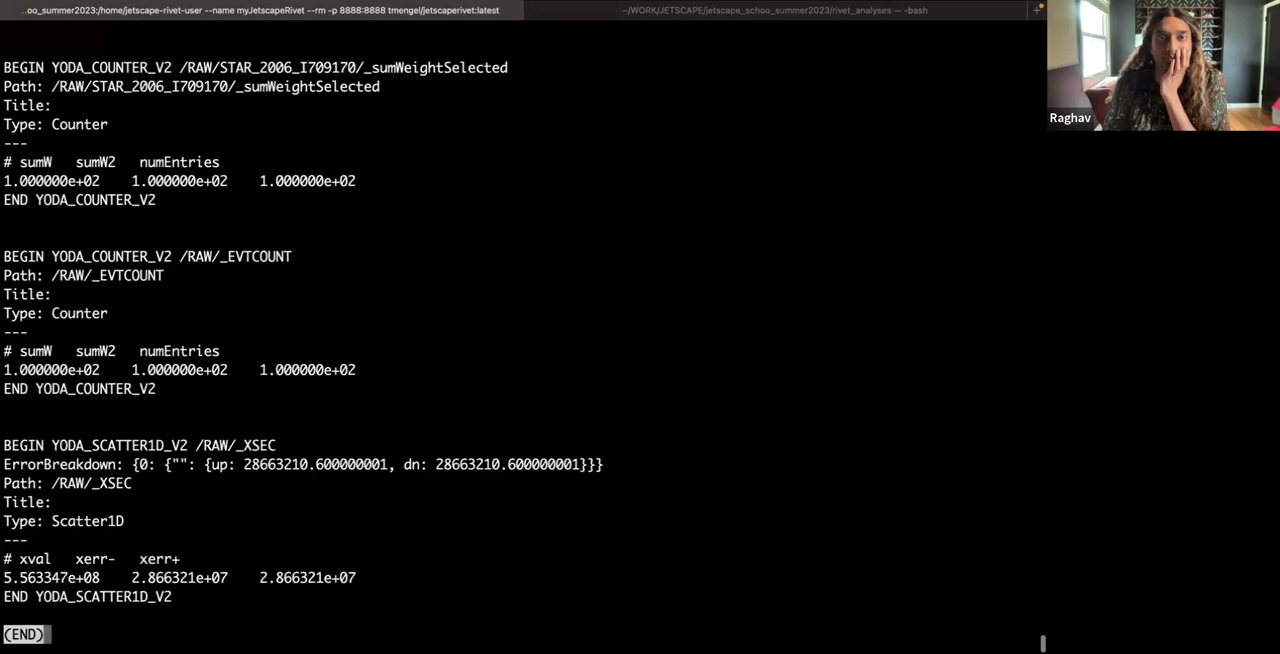 ...oo_summer2023:/home/jetscape-rivet-user --name myJetscapeRivet --rm -p 8888:8888 tmengel/jetscaperivet:latest
~/WORK/JETSCAPE/jetscape_schoo_summer2023/rivet_analyses — -bash
+
BEGIN YODA_COUNTER_V2 /RAW/STAR_2006_I709170/_sumWeightSelected
Path: /RAW/STAR_2006_I709170/_sumWeightSelected
Title:
Type: Counter
---
# sumW sumW2 numEntries
1.000000e+02 1.000000e+02 1.000000e+02
END YODA_COUNTER_V2
BEGIN YODA_COUNTER_V2 /RAW/_EVTCOUNT
Path: /RAW/_EVTCOUNT
Title:
Type: Counter
---
# sumW sumW2 numEntries
1.000000e+02 1.000000e+02 1.000000e+02
END YODA_COUNTER_V2
BEGIN YODA_SCATTER1D_V2 /RAW/_XSEC
ErrorBreakdown: {0: {"": {up: 28663210.600000001, dn: 28663210.600000001}}}
Path: /RAW/_XSEC
Title:
Type: Scatter1D
---
# xval xerr- xerr+
5.563347e+08 2.866321e+07 2.866321e+07
END YODA_SCATTER1D_V2
(END)
Raghav